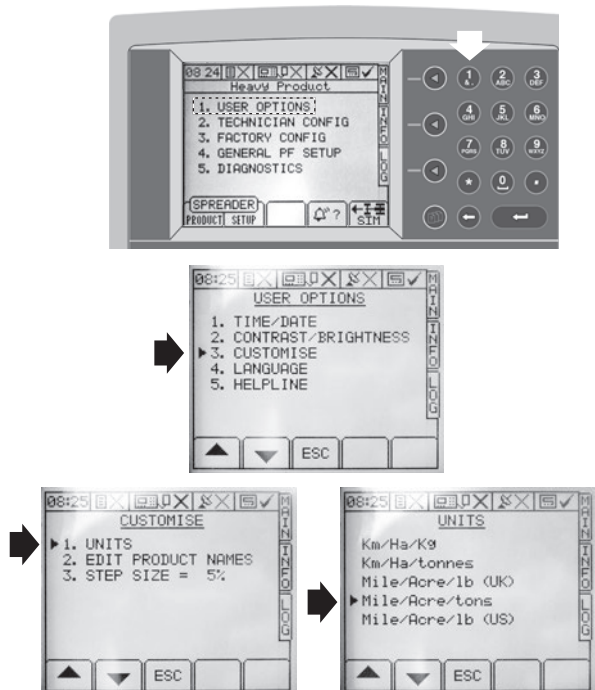 08 24
Heavy Product
1. USER OPTIONS
2. TECHNICIAN CONFIG
3. FACTORY CONFIG
4. GENERAL PF SETUP
5. DIAGNOSTICS
SPREADER
PRODUCT SETUP
?
SIM
MAIN
INFO
LOG
1 2 ABC 3 DEF
4 GHI 5 JKL 6 MNO
7 PQRS 8 TUV 9 WXYZ
* 0 •
08:25
USER OPTIONS
1. TIME/DATE
2. CONTRAST/BRIGHTNESS
3. CUSTOMISE
4. LANGUAGE
5. HELPLINE
ESC
MAIN
INFO
LOG
08:25
CUSTOMISE
1. UNITS
2. EDIT PRODUCT NAMES
3. STEP SIZE = 5%
ESC
MAIN
INFO
LOG
08:25
UNITS
Km/Ha/Kg
Km/Ha/tonnes
Mile/Acre/lb (UK)
Mile/Acre/tons
Mile/Acre/lb (US)
ESC
MAIN
INFO
LOG